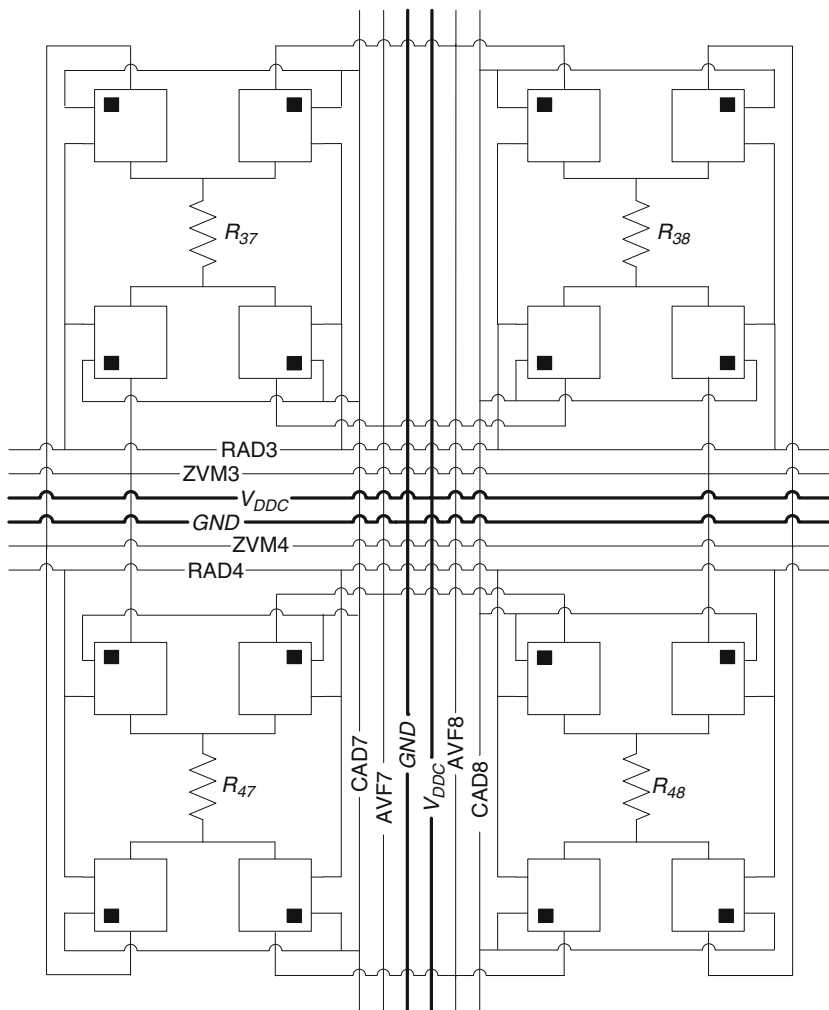 R37
R38
RAD3
ZVM3
VDDC
GND
ZVM4
RAD4
R47
CAD7
AVF7
GND
VDDC
AVF8
CAD8
R48